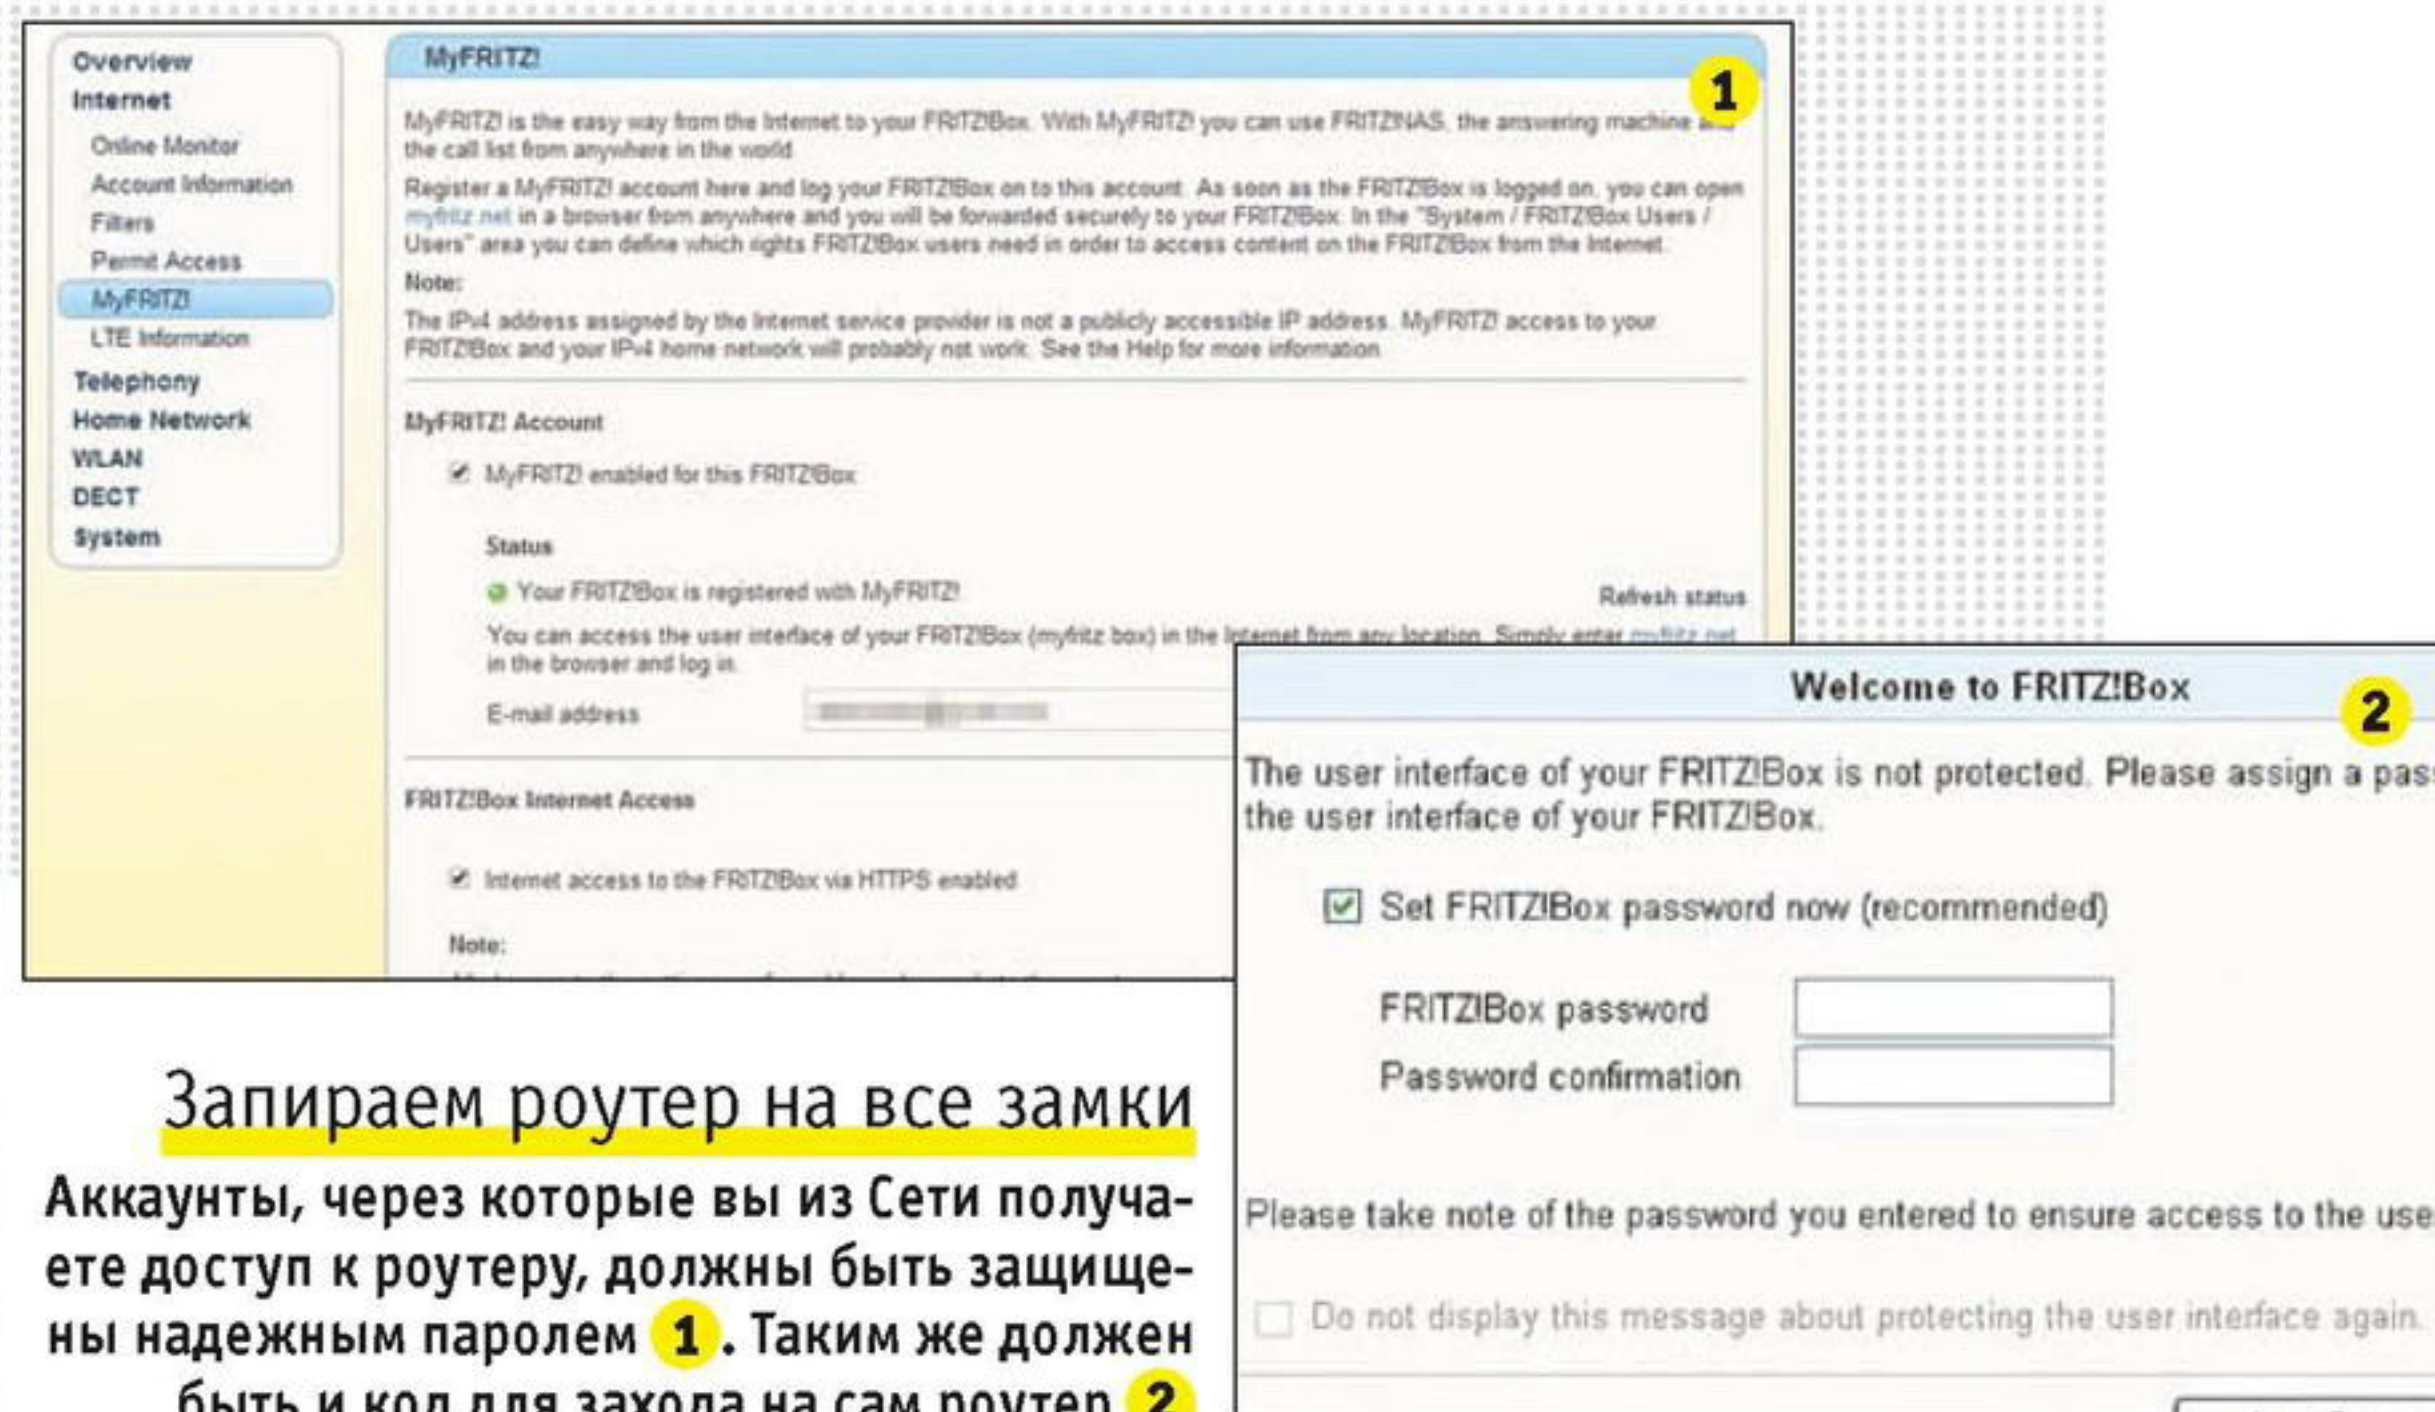 Overview
Internet
Online Monitor
Account Information
Filters
Permit Access
MyFRITZ!
LTE Information
Telephony
Home Network
WLAN
DECT
System
MyFRITZ!
1
MyFRITZ! is the easy way from the Internet to your FRITZ!Box. With MyFRITZ! you can use FRITZ!NAS, the answering machine
the call list from anywhere in the world.
Register a MyFRITZ! account here and log your FRITZ!Box on to this account. As soon as the FRITZ!Box is logged on, you can open
myfritz.net in a browser from anywhere and you will be forwarded securely to your FRITZ!Box. In the "System / FRITZ!Box Users /
Users" area you can define which rights FRITZ!Box users need in order to access content on the FRITZ!Box from the Internet.
Note:
The IPv4 address assigned by the Internet service provider is not a publicly accessible IP address. MyFRITZ! access to your
FRITZ!Box and your IPv4 home network will probably not work. See the Help for more information.
MyFRITZ! Account
MyFRITZ! enabled for this FRITZ!Box
Status
Your FRITZ!Box is registered with MyFRITZ!.
Refresh status
You can access the user interface of your FRITZ!Box (myfritz.box) in the Internet from any location. Simply enter myfritz.net
in the browser and log in.
E-mail address
FRITZ!Box Internet Access
Internet access to the FRITZ!Box via HTTPS enabled
Note:
Welcome to FRITZ!Box
2
The user interface of your FRITZ!Box is not protected. Please assign a pas
the user interface of your FRITZ!Box.
Set FRITZ!Box password now (recommended)
FRITZ!Box password
Password confirmation
Please take note of the password you entered to ensure access to the use
Do not display this message about protecting the user interface again.
Запираем роутер на все замки
Аккаунты, через которые вы из Сети получа-
ете доступ к роутеру, должны быть защище-
ны надежным паролем 1. Таким же должен
быть и код для захода на сам роутер 2